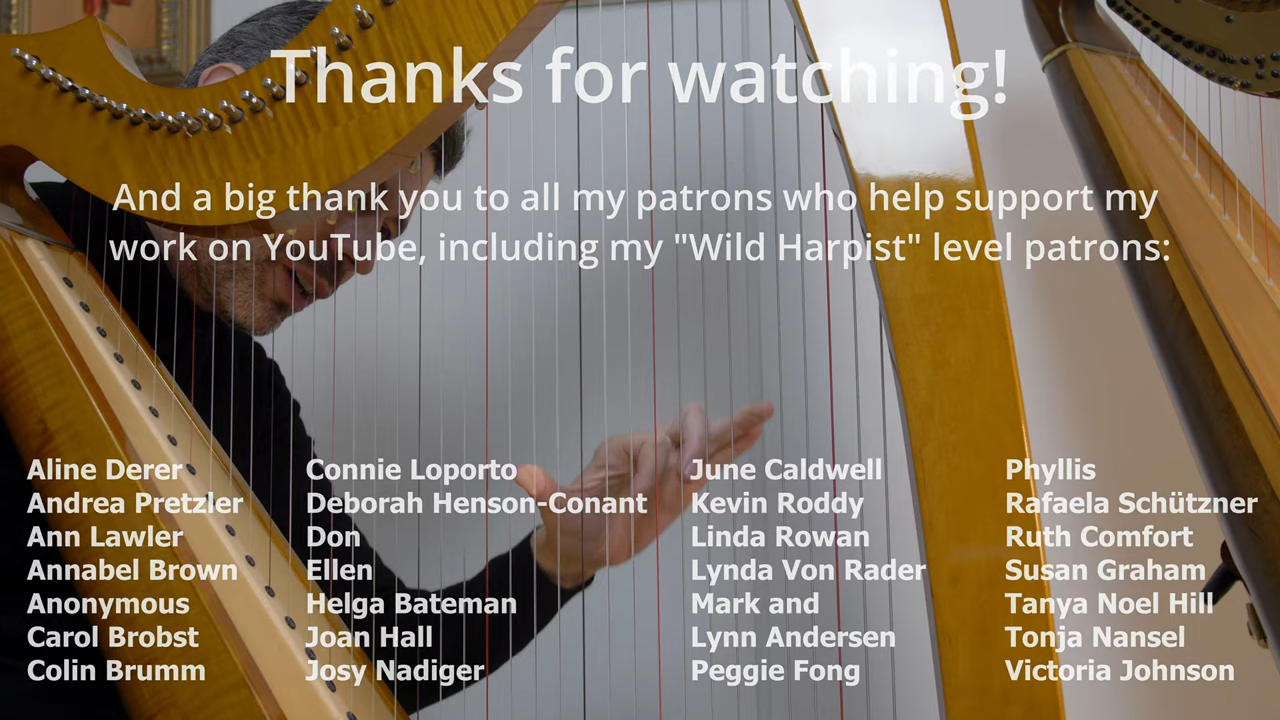 Thanks for watching!
And a big thank you to all my patrons who help support my
work on YouTube, including my "Wild Harpist" level patrons:
Aline Derer
Andrea Pretzler
Ann Lawler
Annabel Brown
Anonymous
Carol Brobst
Colin Brumm
Connie Loporto
Deborah Henson-Conant
Don
Ellen
Helga Bateman
Joan Hall
Josy Nadiger
June Caldwell
Kevin Roddy
Linda Rowan
Lynda Von Rader
Mark and
Lynn Andersen
Peggie Fong
Phyllis
Rafaela Schützner
Ruth Comfort
Susan Graham
Tanya Noel Hill
Tonja Nansel
Victoria Johnson